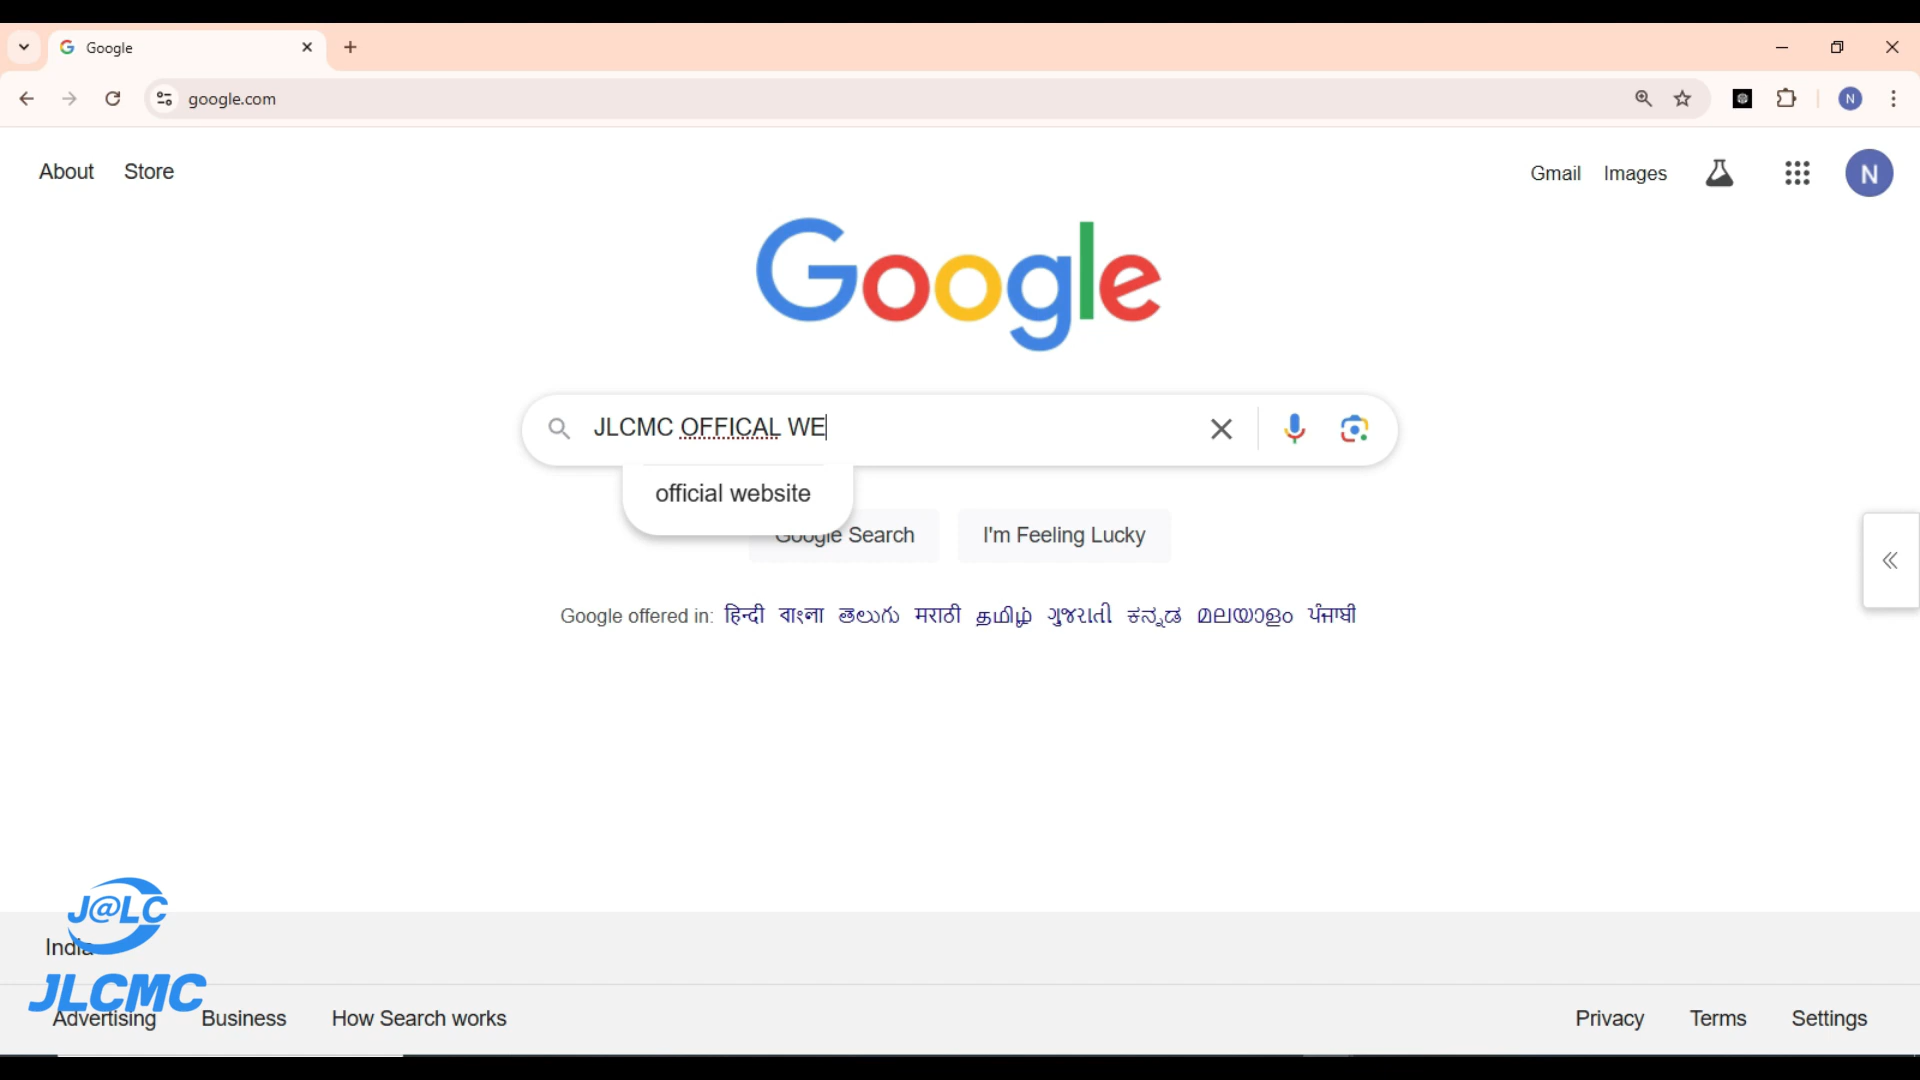 Google
google.com
N
About Store
Gmail Images
N
Google
JLCMC OFFICAL WE
official website
Google Search I'm Feeling Lucky
Google offered in: हिन्दी বাংলা తెలుగు मराठी தமிழ் ગુજરાતી ಕನ್ನಡ മലയാളം ਪੰਜਾਬੀ
J@LC
India
JLCMC
Advertising Business How Search works
Privacy Terms Settings